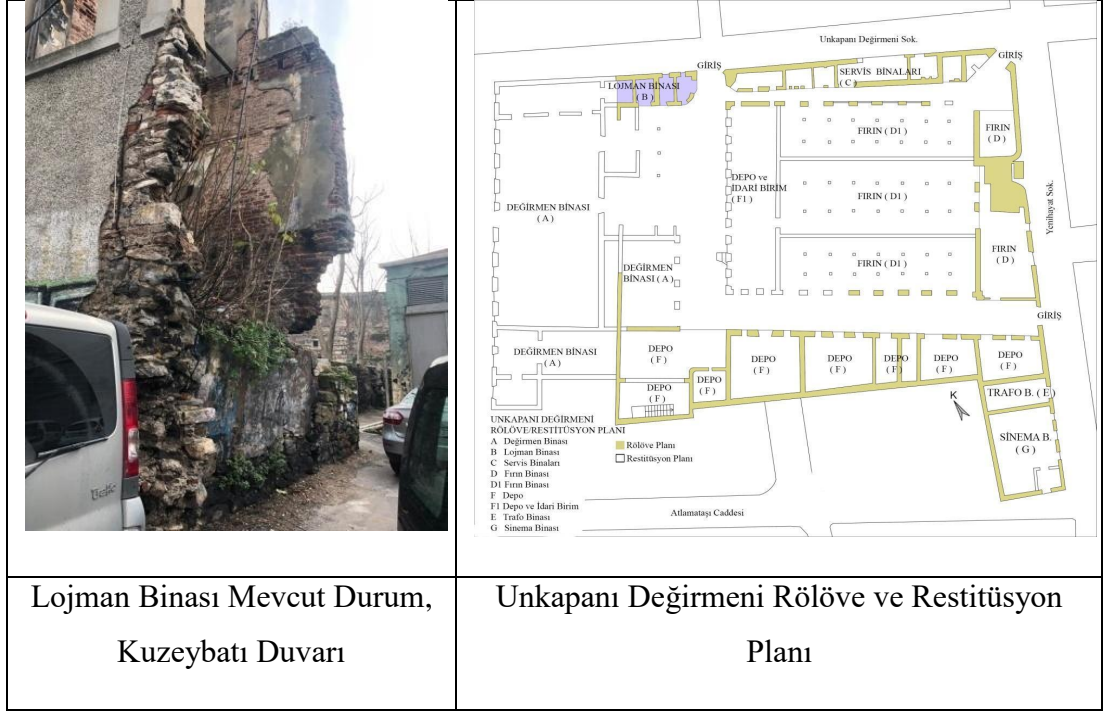 Unkapanı Değirmeni Sok.
GİRİŞ
GİRİŞ
LOJMAN BİNASI
( B )
SERVİS BİNALARI
( C )
FIRIN ( D1 )
FIRIN
( D )
DEPO ve
İDARİ BİRİM
( F1 )
DEĞİRMEN BİNASI
( A )
FIRIN ( D1 )
Yenihayat Sok.
FIRIN
( D )
FIRIN ( D1 )
DEĞİRMEN
BİNASI ( A )
GİRİŞ
DEĞİRMEN BİNASI
( A )
DEPO
( F )
DEPO
( F )
DEPO
( F )
DEPO
( F )
DEPO
( F )
DEPO
( F )
DEPO
( F )
DEPO
( F )
TRAFO B. ( E )
K
SİNEMA B.
( G )
UNKAPANI DEĞİRMENİ
RÖLÖVE/RESTİTÜSYON PLANI
A Değirmen Binası
B Lojman Binası
C Servis Binaları
D Fırın Binası
D1 Fırın Binası
F Depo
F1 Depo ve İdari Birim
E Trafo Binası
G Sinema Binası
Rölöve Planı
Restitüsyon Planı
Atlamataşı Caddesi
Lojman Binası Mevcut Durum,
Kuzeybatı Duvarı
Unkapanı Değirmeni Rölöve ve Restitüsyon
Planı